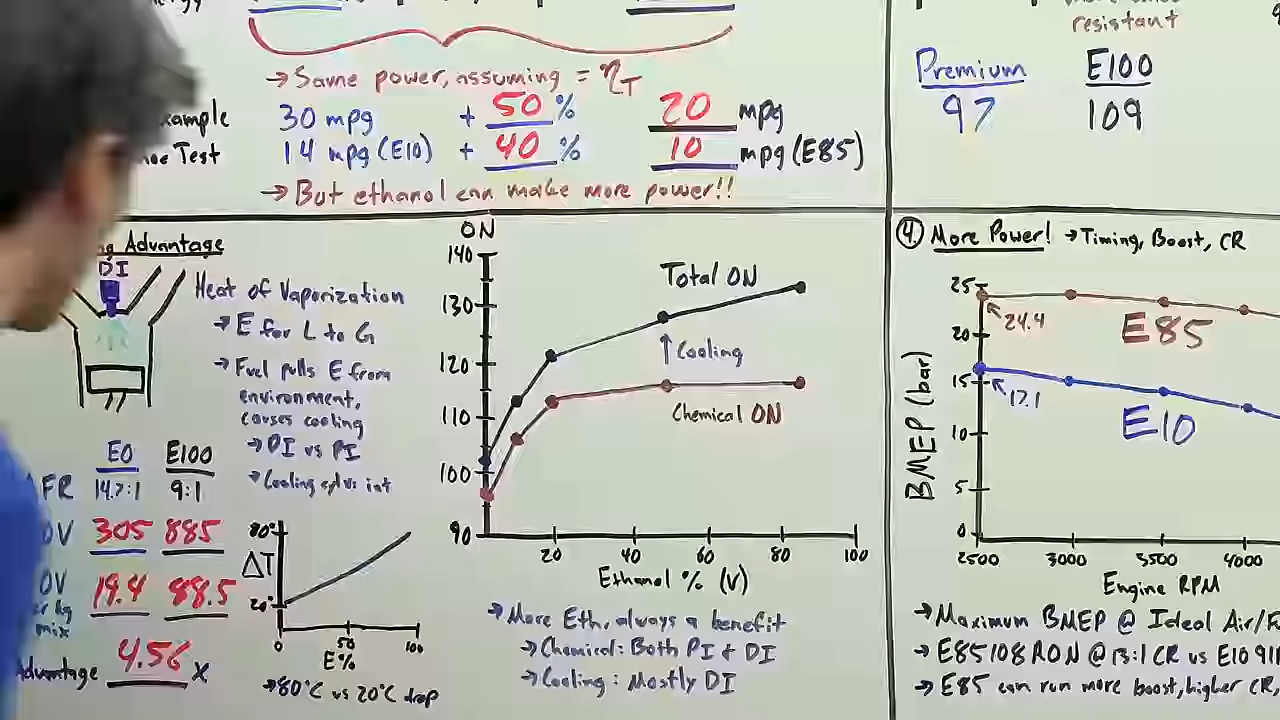 resistant
→ Same power, assuming = ηT
30 mpg + 50 % 20 mpg
Test 14 mpg (E10) + 40 % 10 mpg (E85)
→ But ethanol can make more power!!
Premium E100
97 109
Advantage
DI
Heat of Vaporization
→ E for L to G
→ Fuel pulls E from
environment,
causes cooling
→ DI vs PI
→ Cooling cyl vs int
E0 E100
FR 14.7:1 9:1
OV 305 885
OV 19.4 88.5
kg
mix
Advantage 4.56 x
80°
ΔT
20°
0 50 100
E%
→ 80°C vs 20°C drop
ON
140
130
120
110
100
90
20 40 60 80 100
Ethanol % (V)
Total ON
↑ Cooling
Chemical ON
→ More Eth, always a benefit
→ Chemical: Both PI + DI
→ Cooling: Mostly DI
④ More Power! → Timing, Boost, CR
BMEP (bar)
25
20
15
10
5
0
2500 3000 3500 4000
Engine RPM
24.4
E85
17.1
E10
→ Maximum BMEP @ Ideal Air/F
→ E85 108 RON @ 13:1 CR vs E10 91
→ E85 can run more boost, higher CR,